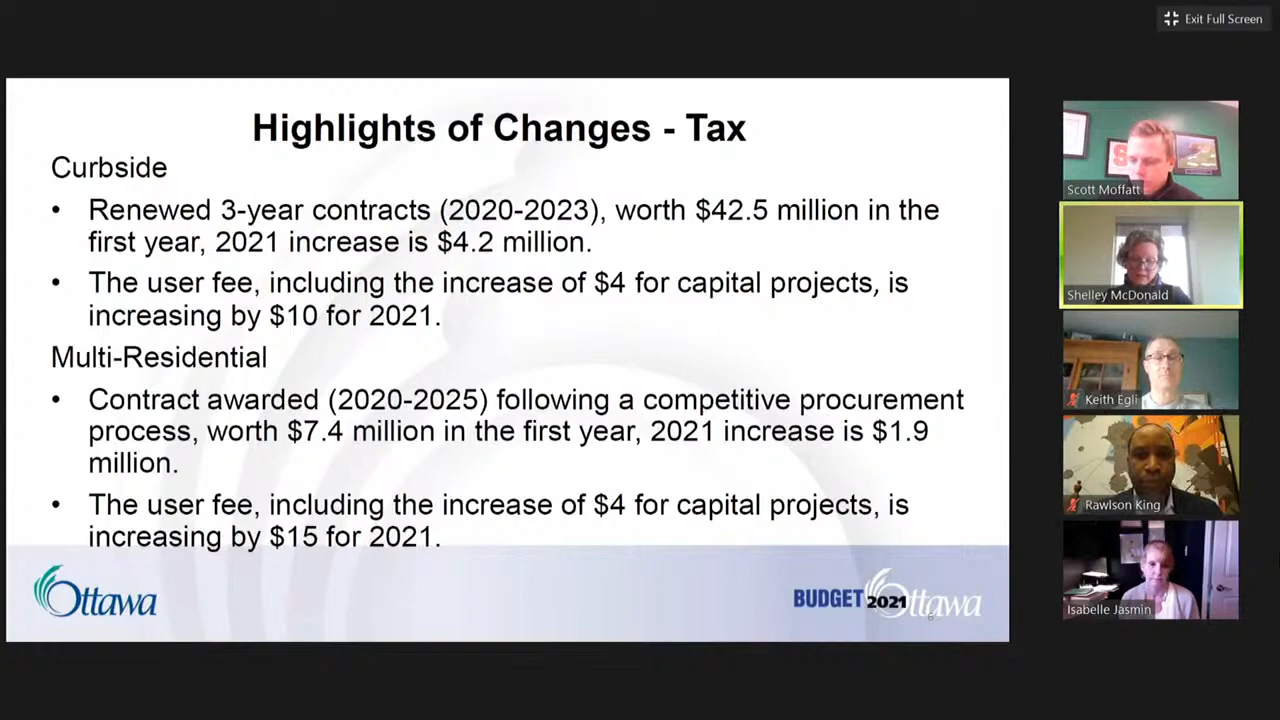 Exit Full Screen
Highlights of Changes - Tax
Curbside
• Renewed 3-year contracts (2020-2023), worth $42.5 million in the
first year, 2021 increase is $4.2 million.
• The user fee, including the increase of $4 for capital projects, is
increasing by $10 for 2021.
Multi-Residential
• Contract awarded (2020-2025) following a competitive procurement
process, worth $7.4 million in the first year, 2021 increase is $1.9
million.
• The user fee, including the increase of $4 for capital projects, is
increasing by $15 for 2021.
Ottawa
BUDGET 2021 Ottawa
6
Scott Moffatt
Shelley McDonald
Keith Egli
Rawlson King
Isabelle Jasmin